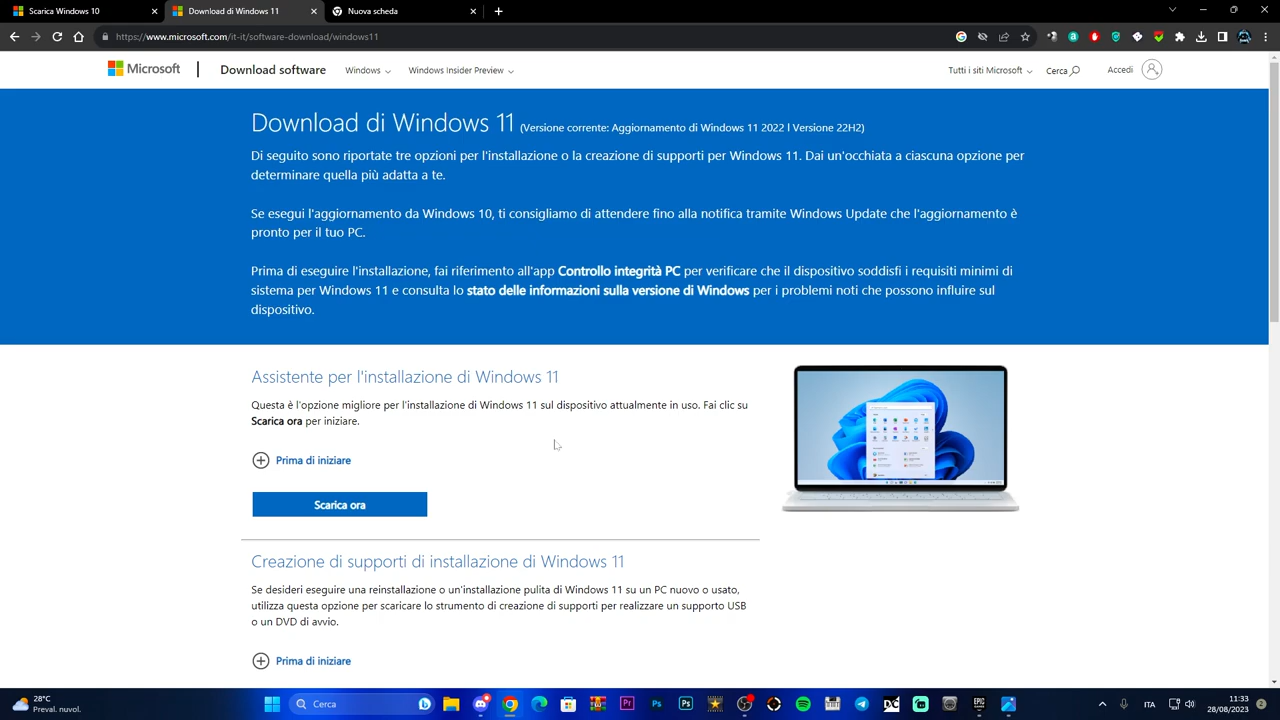 Scarica Windows 10
Download di Windows 11
Nuova scheda
https://www.microsoft.com/it-it/software-download/windows11
Microsoft
Download software
Windows
Windows Insider Preview
Tutti i siti Microsoft
Cerca
Accedi
Download di Windows 11 (Versione corrente: Aggiornamento di Windows 11 2022 l Versione 22H2)
Di seguito sono riportate tre opzioni per l'installazione o la creazione di supporti per Windows 11. Dai un'occhiata a ciascuna opzione per
determinare quella più adatta a te.
Se esegui l'aggiornamento da Windows 10, ti consigliamo di attendere fino alla notifica tramite Windows Update che l'aggiornamento è
pronto per il tuo PC.
Prima di eseguire l'installazione, fai riferimento all'app Controllo integrità PC per verificare che il dispositivo soddisfi i requisiti minimi di
sistema per Windows 11 e consulta lo stato delle informazioni sulla versione di Windows per i problemi noti che possono influire sul
dispositivo.
Assistente per l'installazione di Windows 11
Questa è l'opzione migliore per l'installazione di Windows 11 sul dispositivo attualmente in uso. Fai clic su
Scarica ora per iniziare.
Prima di iniziare
Scarica ora
Creazione di supporti di installazione di Windows 11
Se desideri eseguire una reinstallazione o un'installazione pulita di Windows 11 su un PC nuovo o usato,
utilizza questa opzione per scaricare lo strumento di creazione di supporti per realizzare un supporto USB
o un DVD di avvio.
Prima di iniziare
28°C
Preval. nuvol.
Cerca
ITA
11:33
28/08/2023